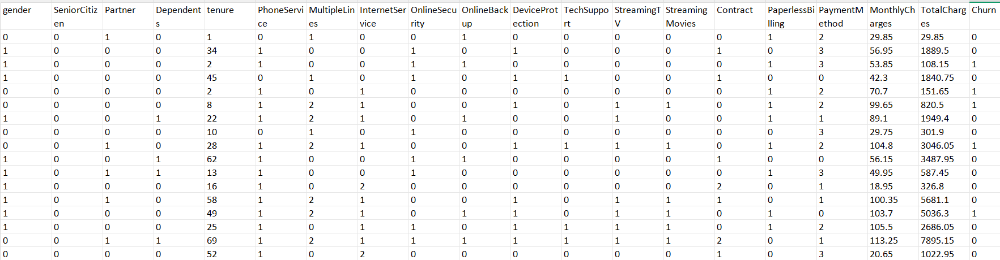 gender SeniorCitizen Partner Dependents tenure PhoneService MultipleLines InternetService OnlineSecurity OnlineBackup DeviceProtection TechSupport StreamingTV StreamingMovies Contract PaperlessBilling PaymentMethod MonthlyCharges TotalCharges Churn
0 0 1 0 1 0 1 0 0 1 0 0 0 0 0 1 2 29.85 29.85 0
1 0 0 0 34 1 0 0 1 0 1 0 0 0 1 0 3 56.95 1889.5 0
1 0 0 0 2 1 0 0 1 1 0 0 0 0 0 1 3 53.85 108.15 1
1 0 0 0 45 0 1 0 1 0 1 1 0 0 1 0 0 42.3 1840.75 0
0 0 0 0 2 1 0 1 0 0 0 0 0 0 0 1 2 70.7 151.65 1
0 0 0 0 8 1 2 1 0 0 1 0 1 1 0 1 2 99.65 820.5 1
1 0 0 1 22 1 2 1 0 1 0 0 1 0 0 1 1 89.1 1949.4 0
0 0 0 0 10 0 1 0 1 0 0 0 0 0 0 0 3 29.75 301.9 0
0 0 1 0 28 1 2 1 0 0 1 1 1 1 0 1 2 104.8 3046.05 1
1 0 0 1 62 1 0 0 1 1 0 0 0 0 1 0 0 56.15 3487.95 0
1 0 1 1 13 1 0 0 1 0 0 0 0 0 0 1 3 49.95 587.45 0
1 0 0 0 16 1 0 2 0 0 0 0 0 0 2 0 1 18.95 326.8 0
1 0 1 0 58 1 2 1 0 0 1 0 1 1 1 0 1 100.35 5681.1 0
1 0 0 0 49 1 2 1 0 1 1 0 1 1 0 1 0 103.7 5036.3 1
1 0 0 0 25 1 0 1 1 0 1 1 1 1 0 1 2 105.5 2686.05 0
0 0 1 1 69 1 2 1 1 1 1 1 1 1 2 0 1 113.25 7895.15 0
0 0 0 0 52 1 0 2 0 0 0 0 0 0 1 0 3 20.65 1022.95 0